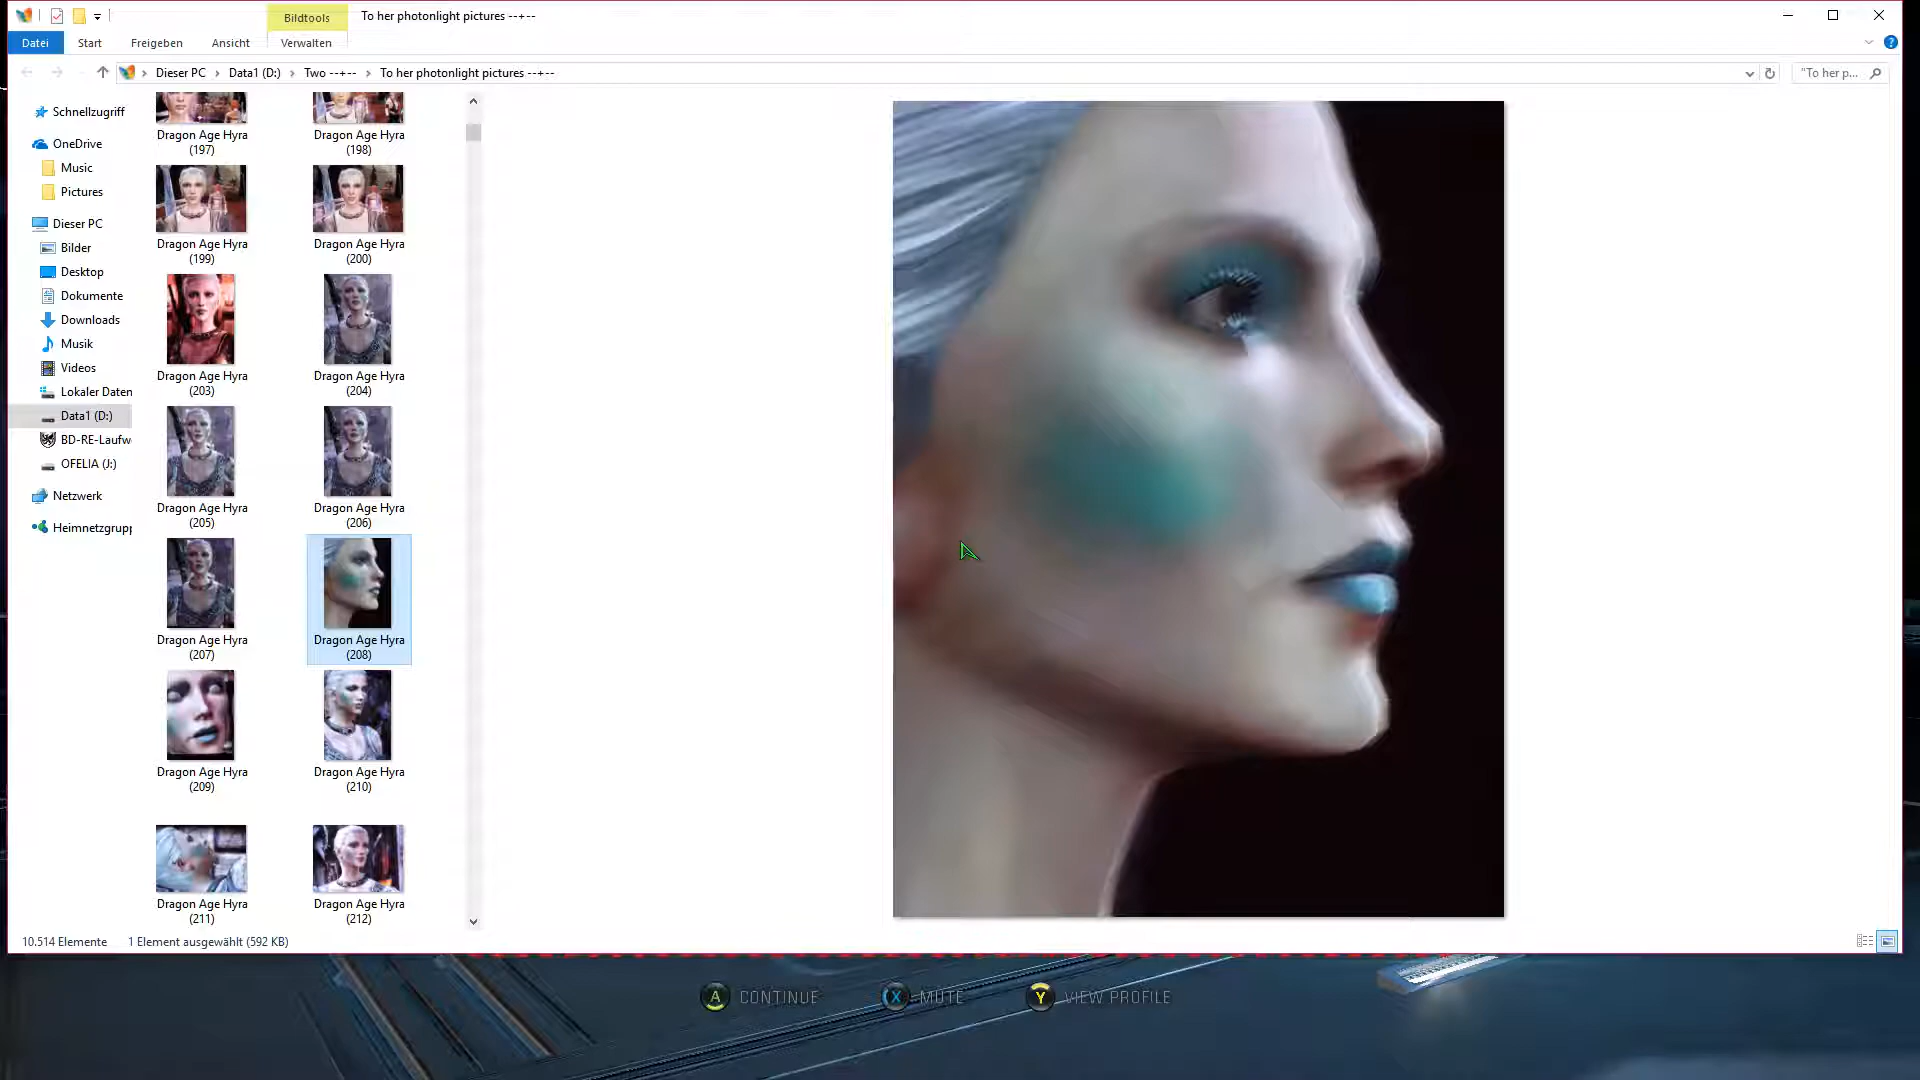 Bildtools
To her photonlight pictures --+--
Datei
Start
Freigeben
Ansicht
Verwalten
Dieser PC
Data1 (D:)
Two --+--
To her photonlight pictures --+--
"To her p...
Schnellzugriff
OneDrive
Music
Pictures
Dieser PC
Bilder
Desktop
Dokumente
Downloads
Musik
Videos
Lokaler Daten
Data1 (D:)
BD-RE-Laufw
OFELIA (J:)
Netzwerk
Heimnetzgrupp
Dragon Age Hyra
(197)
Dragon Age Hyra
(198)
Dragon Age Hyra
(199)
Dragon Age Hyra
(200)
Dragon Age Hyra
(203)
Dragon Age Hyra
(204)
Dragon Age Hyra
(205)
Dragon Age Hyra
(206)
Dragon Age Hyra
(207)
Dragon Age Hyra
(208)
Dragon Age Hyra
(209)
Dragon Age Hyra
(210)
Dragon Age Hyra
(211)
Dragon Age Hyra
(212)
10.514 Elemente
1 Element ausgewählt (592 KB)
A CONTINUE
X MUTE
Y VIEW PROFILE